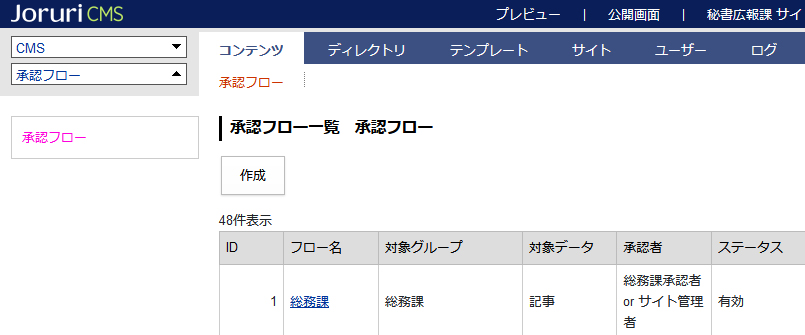 Joruri CMS
プレビュー | 公開画面 | 秘書広報課 サイ
CMS
承認フロー
コンテンツ ディレクトリ テンプレート サイト ユーザー ログ
承認フロー
承認フロー
承認フロー一覧 承認フロー
作成
48件表示
ID フロー名 対象グループ 対象データ 承認者 ステータス
1 総務課 総務課 記事 総務課承認者
or サイト管理
者 有効